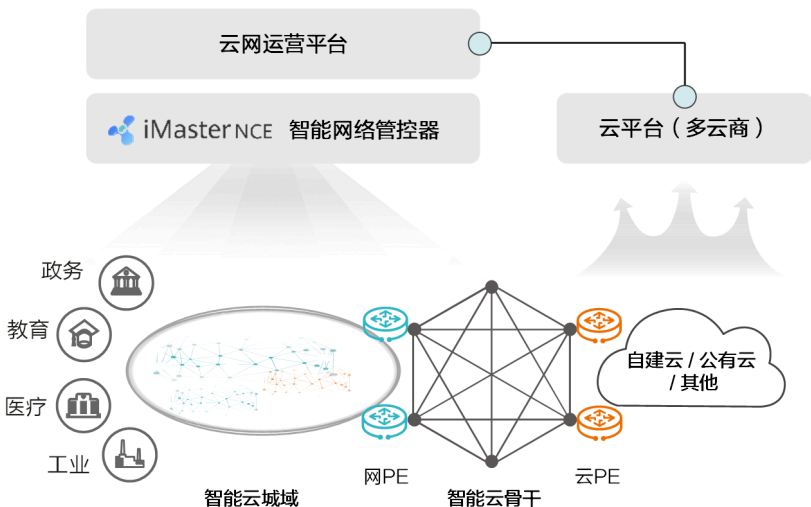 云网运营平台
iMaster NCE 智能网络管控器
云平台（多云商）
政务
教育
医疗
工业
自建云 / 公有云
/ 其他
网PE
云PE
智能云城域
智能云骨干